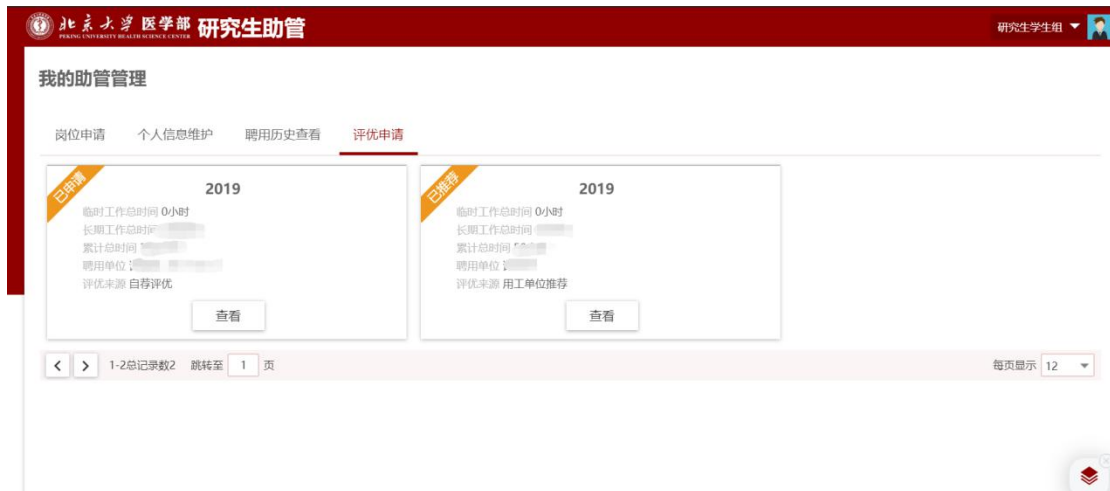 北京大学 医学部 研究生助管
PEKING UNIVERSITY HEALTH SCIENCE CENTER
研究生学生组
我的助管管理
岗位申请 个人信息维护 聘用历史查看 评优申请
已申请
2019
临时工作总时间 0小时
长期工作总时间
累计总时间
聘用单位
评优来源 自荐评优
查看
已推荐
2019
临时工作总时间 0小时
长期工作总时间
累计总时间
聘用单位
评优来源 用工单位推荐
查看
1-2总记录数2 跳转至 1 页
每页显示 12